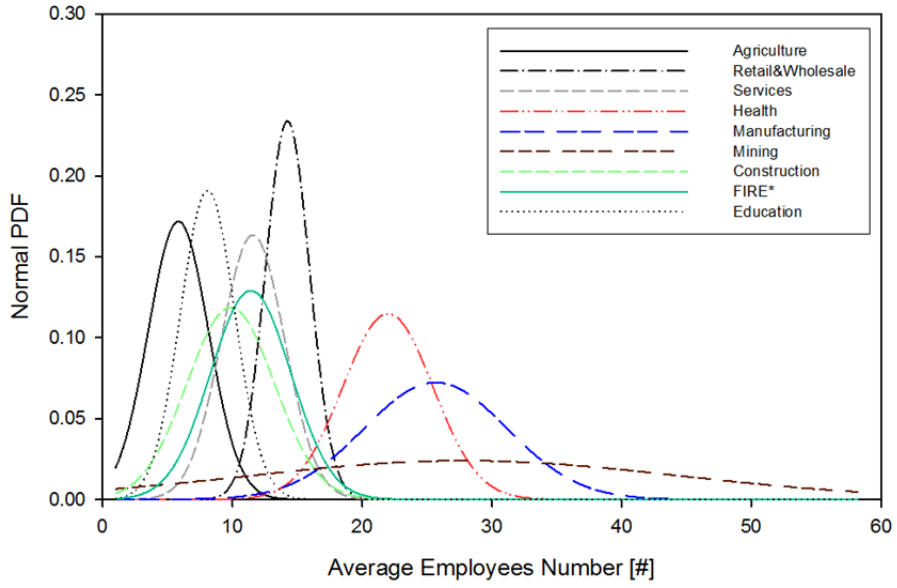 0.30
0.25
0.20
0.15
0.10
0.05
0.00
Normal PDF
0 10 20 30 40 50 60
Average Employees Number [#]
Agriculture
Retail&Wholesale
Services
Health
Manufacturing
Mining
Construction
FIRE*
Education